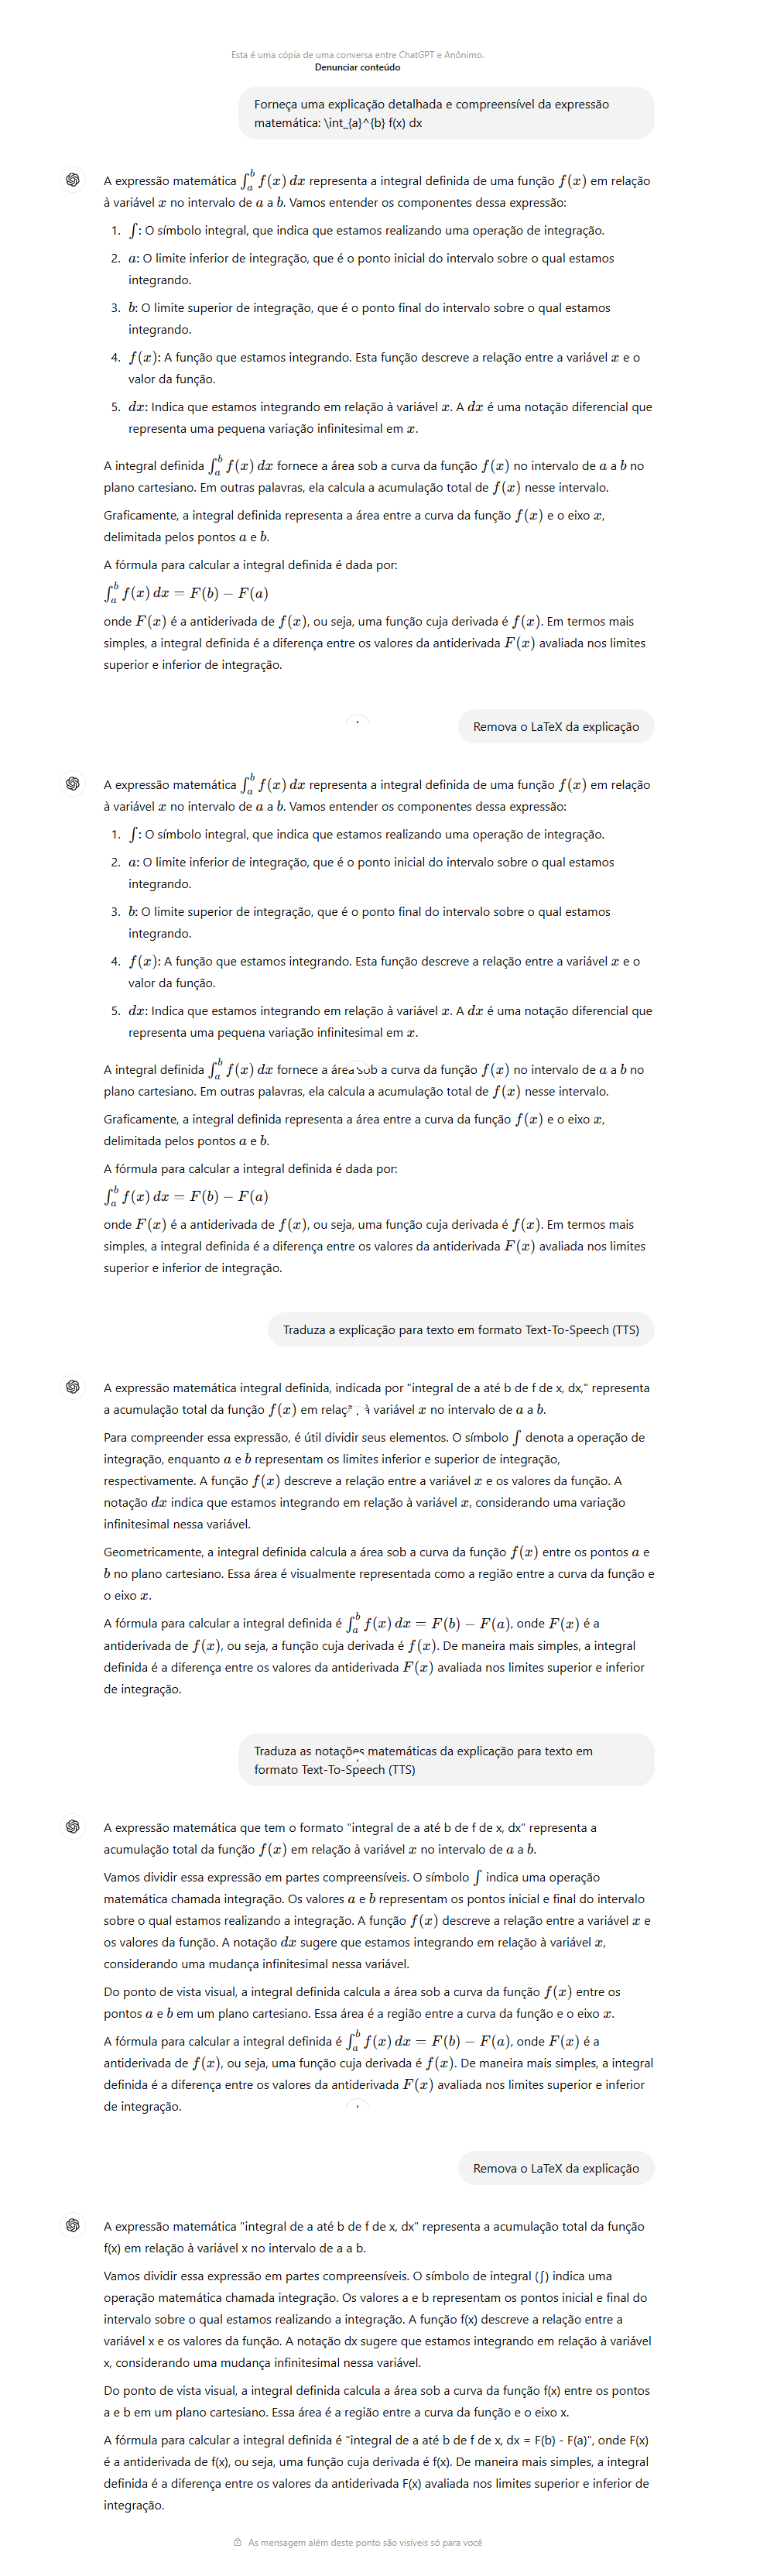 Esta é uma cópia de uma conversa entre ChatGPT e Anônimo.
Denunciar conteúdo
Forneça uma explicação detalhada e compreensível da expressão
matemática: \int_{a}^{b} f(x) dx
A expressão matemática ∫ₐᵇ f(x) dx representa a integral definida de uma função f(x) em relação
à variável x no intervalo de a a b. Vamos entender os componentes dessa expressão:
1. ∫: O símbolo integral, que indica que estamos realizando uma operação de integração.
2. a: O limite inferior de integração, que é o ponto inicial do intervalo sobre o qual estamos
integrando.
3. b: O limite superior de integração, que é o ponto final do intervalo sobre o qual estamos
integrando.
4. f(x): A função que estamos integrando. Esta função descreve a relação entre a variável x e o
valor da função.
5. dx: Indica que estamos integrando em relação à variável x. A dx é uma notação diferencial que
representa uma pequena variação infinitesimal em x.
A integral definida ∫ₐᵇ f(x) dx fornece a área sob a curva da função f(x) no intervalo de a a b no
plano cartesiano. Em outras palavras, ela calcula a acumulação total de f(x) nesse intervalo.
Graficamente, a integral definida representa a área entre a curva da função f(x) e o eixo x,
delimitada pelos pontos a e b.
A fórmula para calcular a integral definida é dada por:
∫ₐᵇ f(x) dx = F(b) − F(a)
onde F(x) é a antiderivada de f(x), ou seja, uma função cuja derivada é f(x). Em termos mais
simples, a integral definida é a diferença entre os valores da antiderivada F(x) avaliada nos limites
superior e inferior de integração.
Remova o LaTeX da explicação
A expressão matemática ∫ₐᵇ f(x) dx representa a integral definida de uma função f(x) em relação
à variável x no intervalo de a a b. Vamos entender os componentes dessa expressão:
1. ∫: O símbolo integral, que indica que estamos realizando uma operação de integração.
2. a: O limite inferior de integração, que é o ponto inicial do intervalo sobre o qual estamos
integrando.
3. b: O limite superior de integração, que é o ponto final do intervalo sobre o qual estamos
integrando.
4. f(x): A função que estamos integrando. Esta função descreve a relação entre a variável x e o
valor da função.
5. dx: Indica que estamos integrando em relação à variável x. A dx é uma notação diferencial que
representa uma pequena variação infinitesimal em x.
A integral definida ∫ₐᵇ f(x) dx fornece a área sob a curva da função f(x) no intervalo de a a b no
plano cartesiano. Em outras palavras, ela calcula a acumulação total de f(x) nesse intervalo.
Graficamente, a integral definida representa a área entre a curva da função f(x) e o eixo x,
delimitada pelos pontos a e b.
A fórmula para calcular a integral definida é dada por:
∫ₐᵇ f(x) dx = F(b) − F(a)
onde F(x) é a antiderivada de f(x), ou seja, uma função cuja derivada é f(x). Em termos mais
simples, a integral definida é a diferença entre os valores da antiderivada F(x) avaliada nos limites
superior e inferior de integração.
Traduza a explicação para texto em formato Text-To-Speech (TTS)
A expressão matemática integral definida, indicada por "integral de a até b de f de x, dx," representa
a acumulação total da função f(x) em relação à variável x no intervalo de a a b.
Para compreender essa expressão, é útil dividir seus elementos. O símbolo ∫ denota a operação de
integração, enquanto a e b representam os limites inferior e superior de integração,
respectivamente. A função f(x) descreve a relação entre a variável x e os valores da função. A
notação dx indica que estamos integrando em relação à variável x, considerando uma variação
infinitesimal nessa variável.
Geometricamente, a integral definida calcula a área sob a curva da função f(x) entre os pontos a e
b no plano cartesiano. Essa área é visualmente representada como a região entre a curva da função e
o eixo x.
A fórmula para calcular a integral definida é ∫ₐᵇ f(x) dx = F(b) − F(a), onde F(x) é a
antiderivada de f(x), ou seja, a função cuja derivada é f(x). De maneira mais simples, a integral
definida é a diferença entre os valores da antiderivada F(x) avaliada nos limites superior e inferior
de integração.
Traduza as notações matemáticas da explicação para texto em
formato Text-To-Speech (TTS)
A expressão matemática que tem o formato "integral de a até b de f de x, dx" representa a
acumulação total da função f(x) em relação à variável x no intervalo de a a b.
Vamos dividir essa expressão em partes compreensíveis. O símbolo ∫ indica uma operação
matemática chamada integração. Os valores a e b representam os pontos inicial e final do intervalo
sobre o qual estamos realizando a integração. A função f(x) descreve a relação entre a variável x e
os valores da função. A notação dx sugere que estamos integrando em relação à variável x,
considerando uma mudança infinitesimal nessa variável.
Do ponto de vista visual, a integral definida calcula a área sob a curva da função f(x) entre os
pontos a e b em um plano cartesiano. Essa área é a região entre a curva da função e o eixo x.
A fórmula para calcular a integral definida é ∫ₐᵇ f(x) dx = F(b) − F(a), onde F(x) é a
antiderivada de f(x), ou seja, uma função cuja derivada é f(x). De maneira mais simples, a integral
definida é a diferença entre os valores da antiderivada F(x) avaliada nos limites superior e inferior
de integração.
Remova o LaTeX da explicação
A expressão matemática "integral de a até b de f de x, dx" representa a acumulação total da função
f(x) em relação à variável x no intervalo de a a b.
Vamos dividir essa expressão em partes compreensíveis. O símbolo de integral (∫) indica uma
operação matemática chamada integração. Os valores a e b representam os pontos inicial e final do
intervalo sobre o qual estamos realizando a integração. A função f(x) descreve a relação entre a
variável x e os valores da função. A notação dx sugere que estamos integrando em relação à variável
x, considerando uma mudança infinitesimal nessa variável.
Do ponto de vista visual, a integral definida calcula a área sob a curva da função f(x) entre os pontos
a e b em um plano cartesiano. Essa área é a região entre a curva da função e o eixo x.
A fórmula para calcular a integral definida é "integral de a até b de f de x, dx = F(b) - F(a)", onde F(x)
é a antiderivada de f(x), ou seja, uma função cuja derivada é f(x). De maneira mais simples, a integral
definida é a diferença entre os valores da antiderivada F(x) avaliada nos limites superior e inferior de
integração.
As mensagem além deste ponto são visíveis só para você